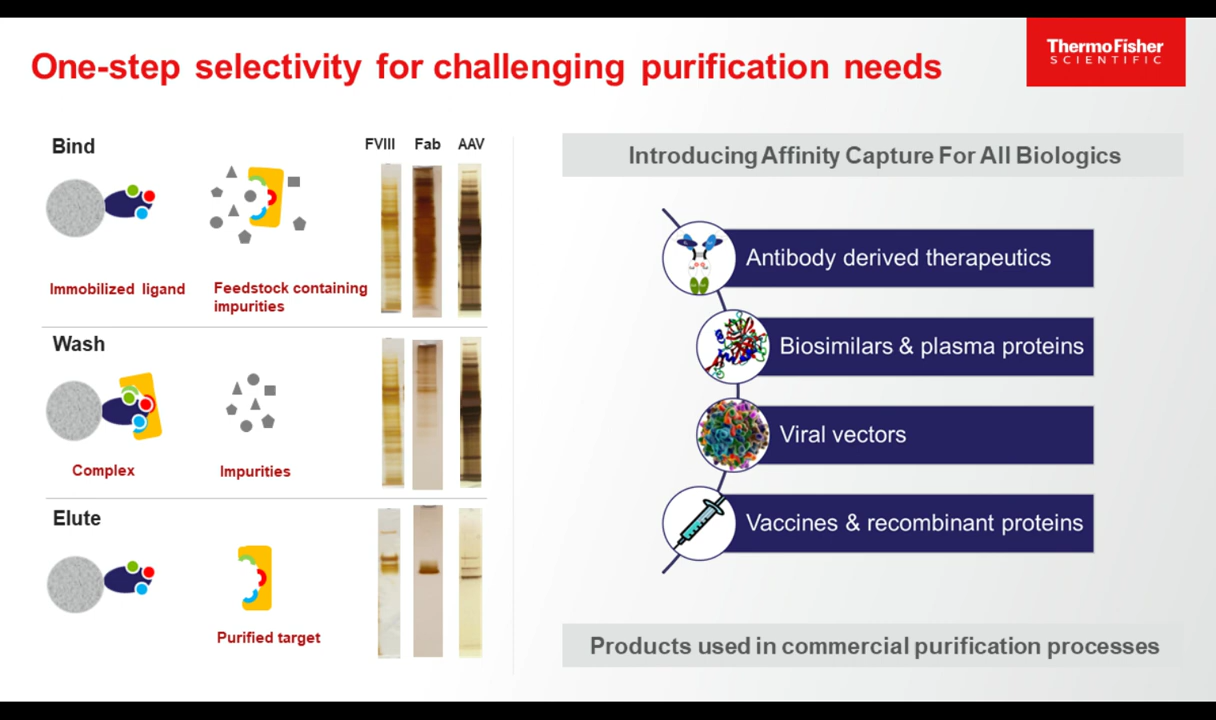 One-step selectivity for challenging purification needs
ThermoFisher
SCIENTIFIC
Bind
FVIII Fab AAV
Immobilized ligand
Feedstock containing
impurities
Wash
Complex
Impurities
Elute
Purified target
Introducing Affinity Capture For All Biologics
Antibody derived therapeutics
Biosimilars & plasma proteins
Viral vectors
Vaccines & recombinant proteins
Products used in commercial purification processes